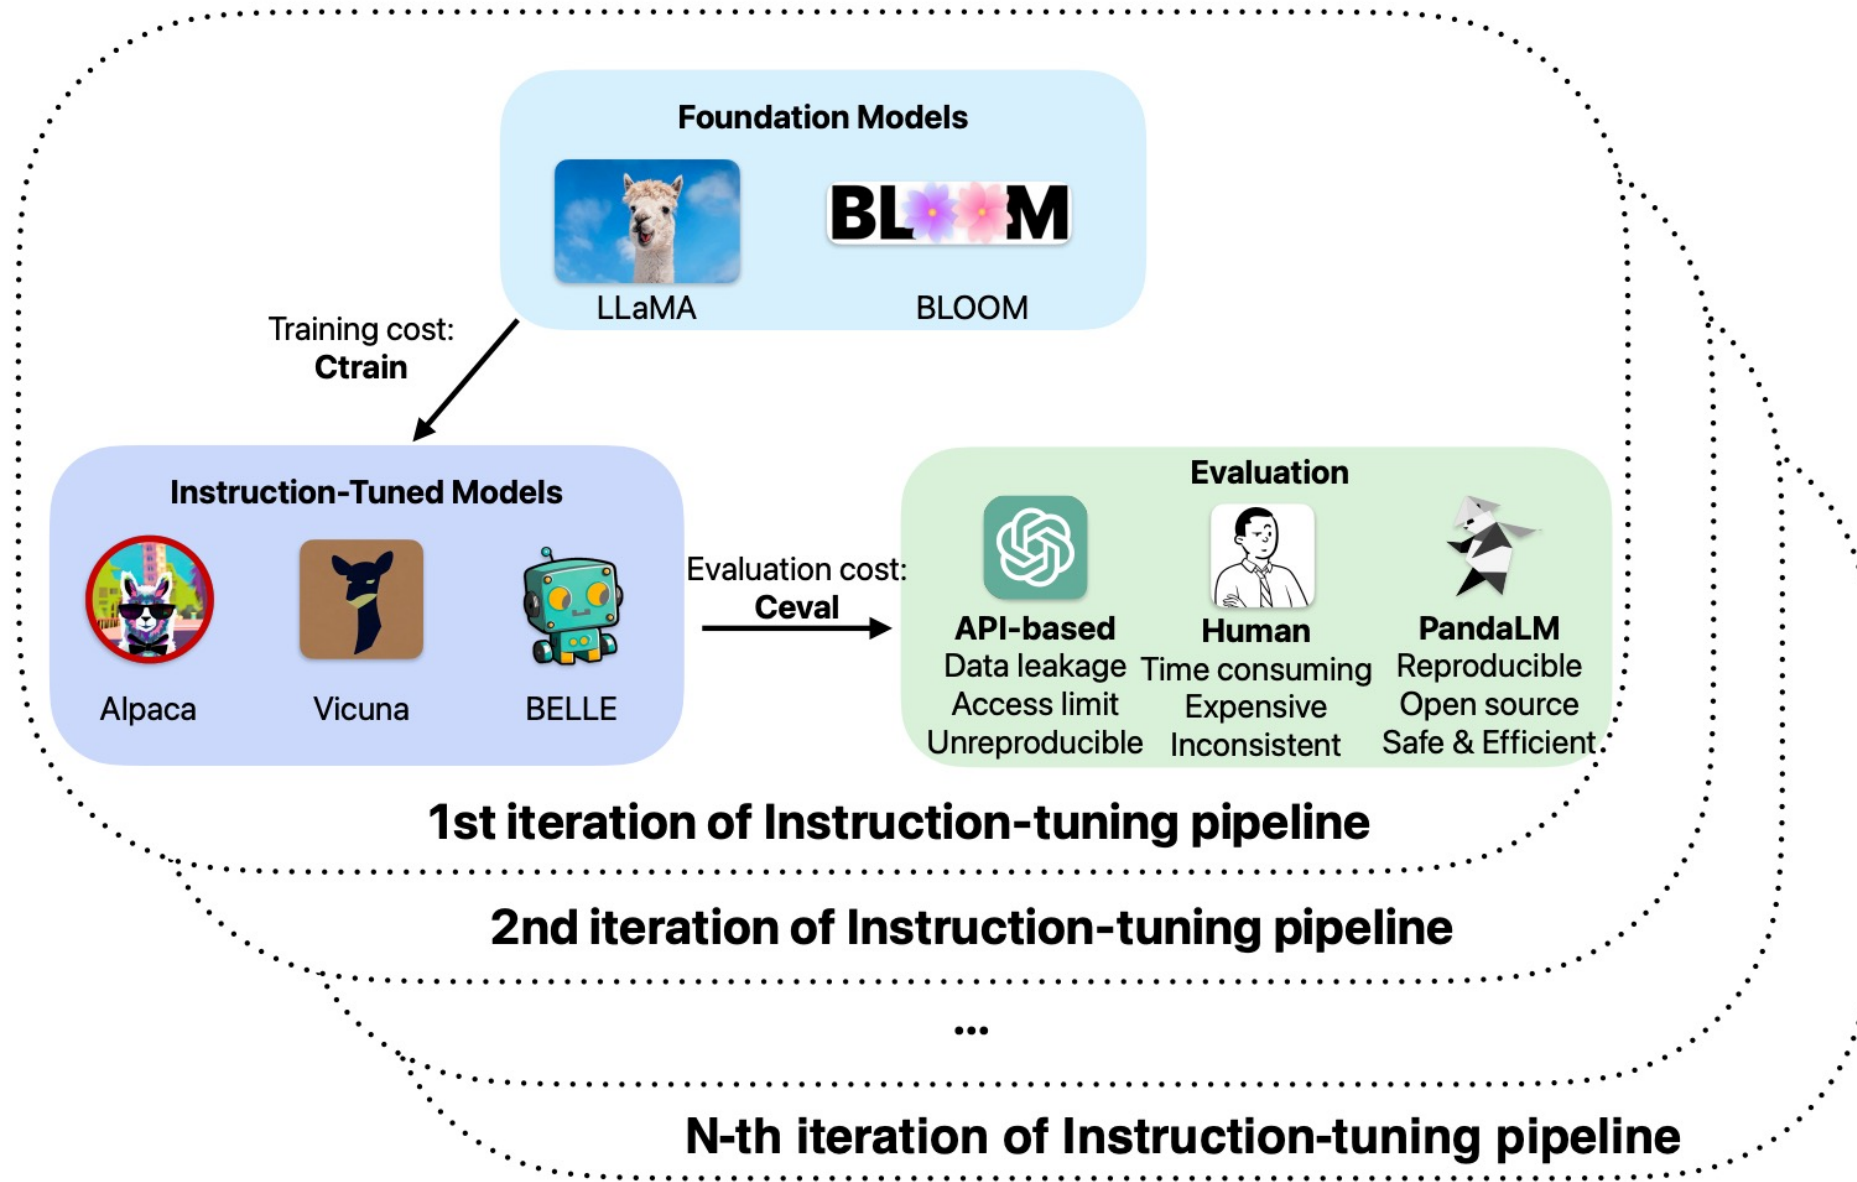 Foundation Models
BLOOM
LLaMA
BLOOM
Training cost:
Ctrain
Instruction-Tuned Models
Alpaca
Vicuna
BELLE
Evaluation cost:
Ceval
Evaluation
API-based
Data leakage
Access limit
Unreproducible
Human
Time consuming
Expensive
Inconsistent
PandaLM
Reproducible
Open source
Safe & Efficient
1st iteration of Instruction-tuning pipeline
2nd iteration of Instruction-tuning pipeline
...
N-th iteration of Instruction-tuning pipeline